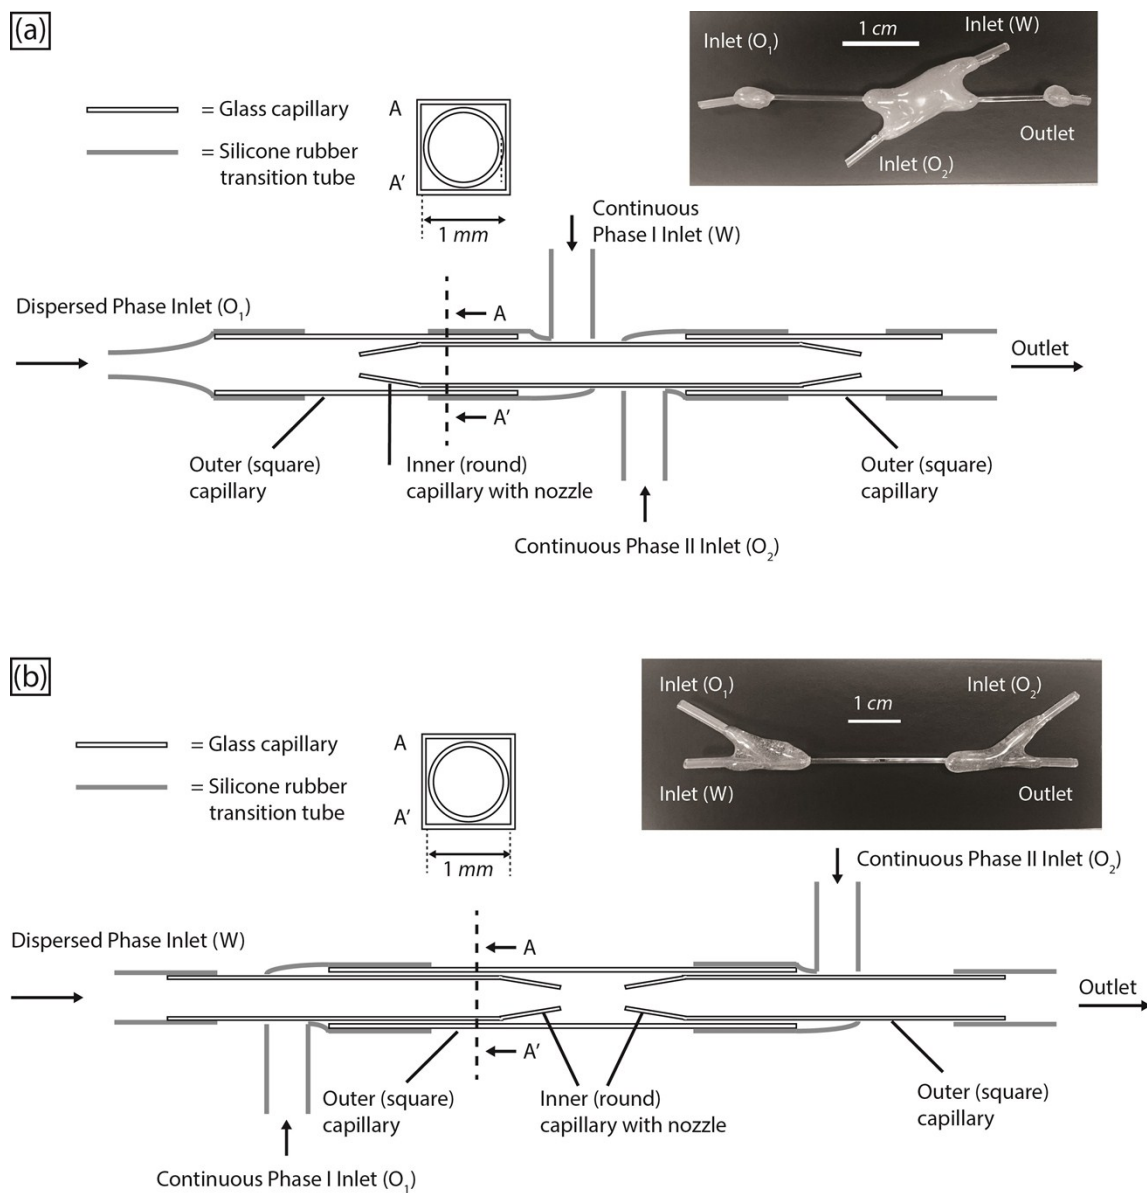 (a)
Inlet (O1)
1 cm
Inlet (W)
Outlet
Inlet (O2)
= Glass capillary
= Silicone rubber
transition tube
A
A'
1 mm
Continuous
Phase I Inlet (W)
Dispersed Phase Inlet (O1)
A
Outlet
A'
Outer (square)
capillary
Inner (round)
capillary with nozzle
Outer (square)
capillary
Continuous Phase II Inlet (O2)
(b)
Inlet (O1)
Inlet (O2)
1 cm
Inlet (W)
Outlet
= Glass capillary
= Silicone rubber
transition tube
A
A'
1 mm
Continuous Phase II Inlet (O2)
Dispersed Phase Inlet (W)
A
Outlet
A'
Outer (square)
capillary
Inner (round)
capillary with nozzle
Outer (square)
capillary
Continuous Phase I Inlet (O1)